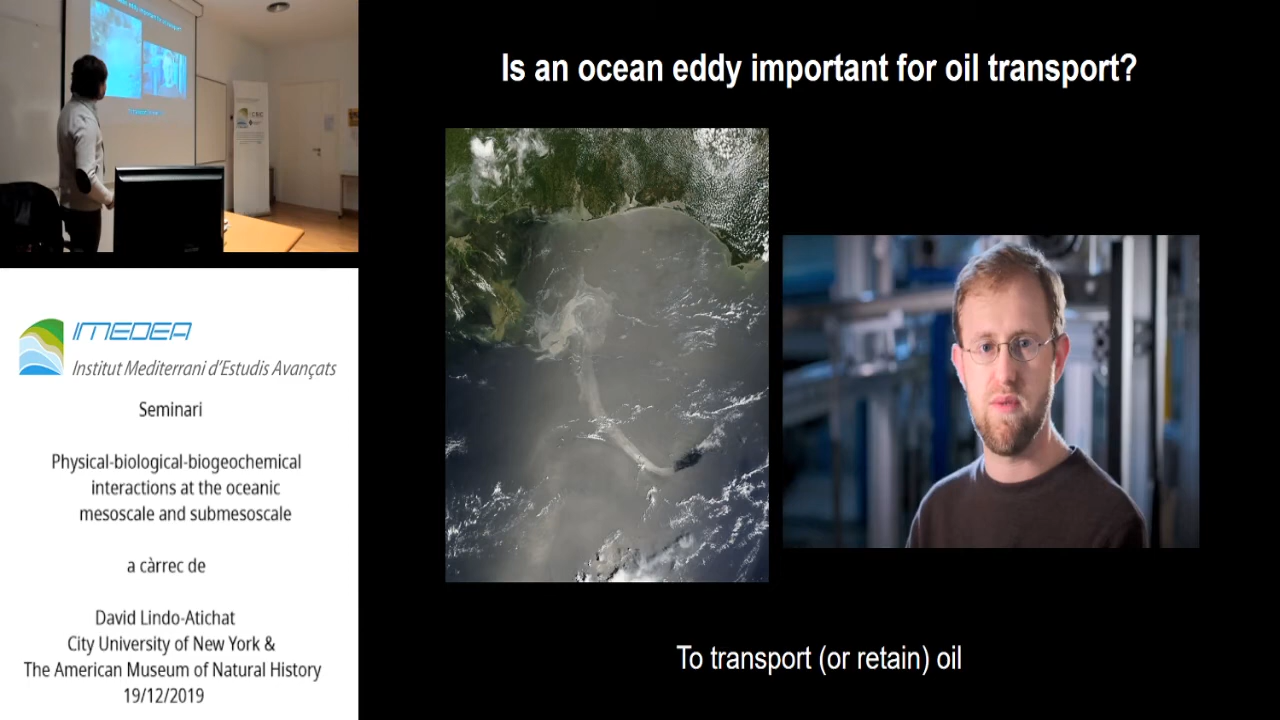 Is an ocean eddy important for oil transport?
IMEDEA
Institut Mediterrani d'Estudis Avançats
Seminari
Physical-biological-biogeochemical
interactions at the oceanic
mesoscale and submesoscale
a càrrec de
David Lindo-Atichat
City University of New York &
The American Museum of Natural History
19/12/2019
To transport (or retain) oil